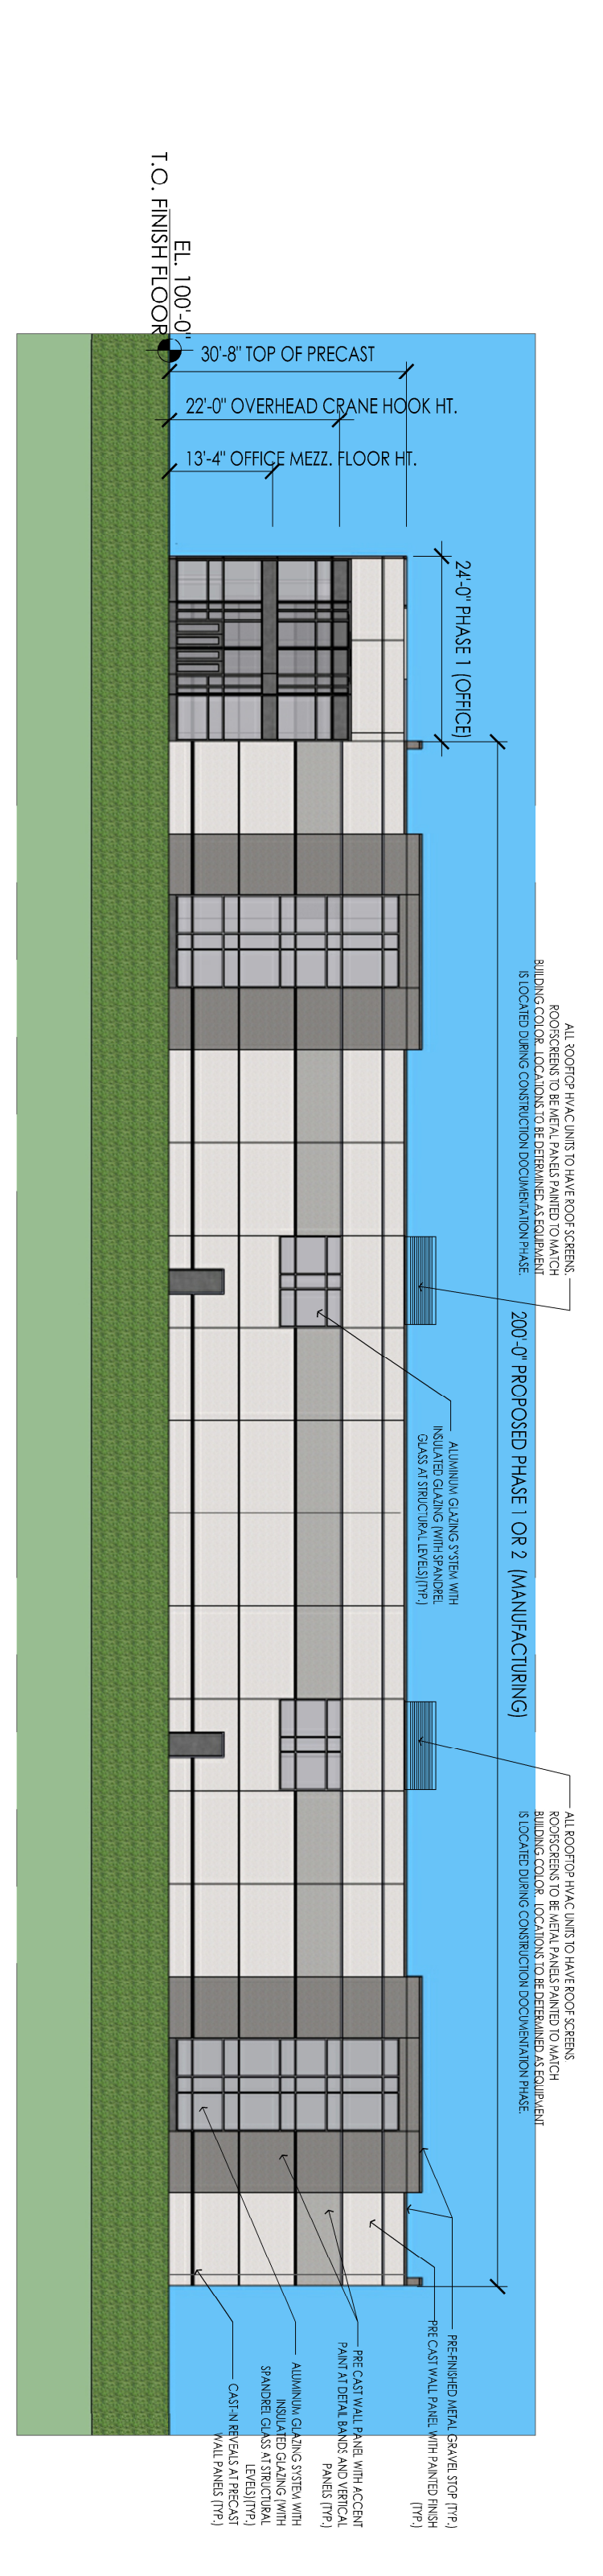 ALL ROOFTOP HVAC UNITS TO HAVE ROOF SCREENS.
ROOFSCREENS TO BE METAL PANELS PAINTED TO MATCH
BUILDING COLOR. LOCATIONS TO BE DETERMINED AS EQUIPMENT
IS LOCATED DURING CONSTRUCTION DOCUMENTATION PHASE.
ALL ROOFTOP HVAC UNITS TO HAVE ROOF SCREENS
ROOFSCREENS TO BE METAL PANELS PAINTED TO MATCH
BUILDING COLOR. LOCATIONS TO BE DETERMINED AS EQUIPMENT
IS LOCATED DURING CONSTRUCTION DOCUMENTATION PHASE.
200'-0" PROPOSED PHASE 1 OR 2 (MANUFACTURING)
24'-0" PHASE 1 (OFFICE)
ALUMINUM GLAZING SYSTEM WITH
INSULATED GLAZING (WITH SPANDREL
GLASS AT STRUCTURAL LEVELS)(TYP.)
30'-8" TOP OF PRECAST
22'-0" OVERHEAD CRANE HOOK HT.
13'-4" OFFICE MEZZ. FLOOR HT.
EL. 100'-0"
T.O. FINISH FLOOR
PRE-FINISHED METAL GRAVEL STOP (TYP.)
PRE CAST WALL PANEL WITH PAINTED FINISH
(TYP.)
PRE CAST WALL PANEL WITH ACCENT
PAINT AT DETAIL BANDS AND VERTICAL
PANELS (TYP.)
ALUMINUM GLAZING SYSTEM WITH
INSULATED GLAZING (WITH
SPANDREL GLASS AT STRUCTURAL
LEVELS)(TYP.)
CAST-IN REVEALS AT PRECAST
WALL PANELS (TYP.)